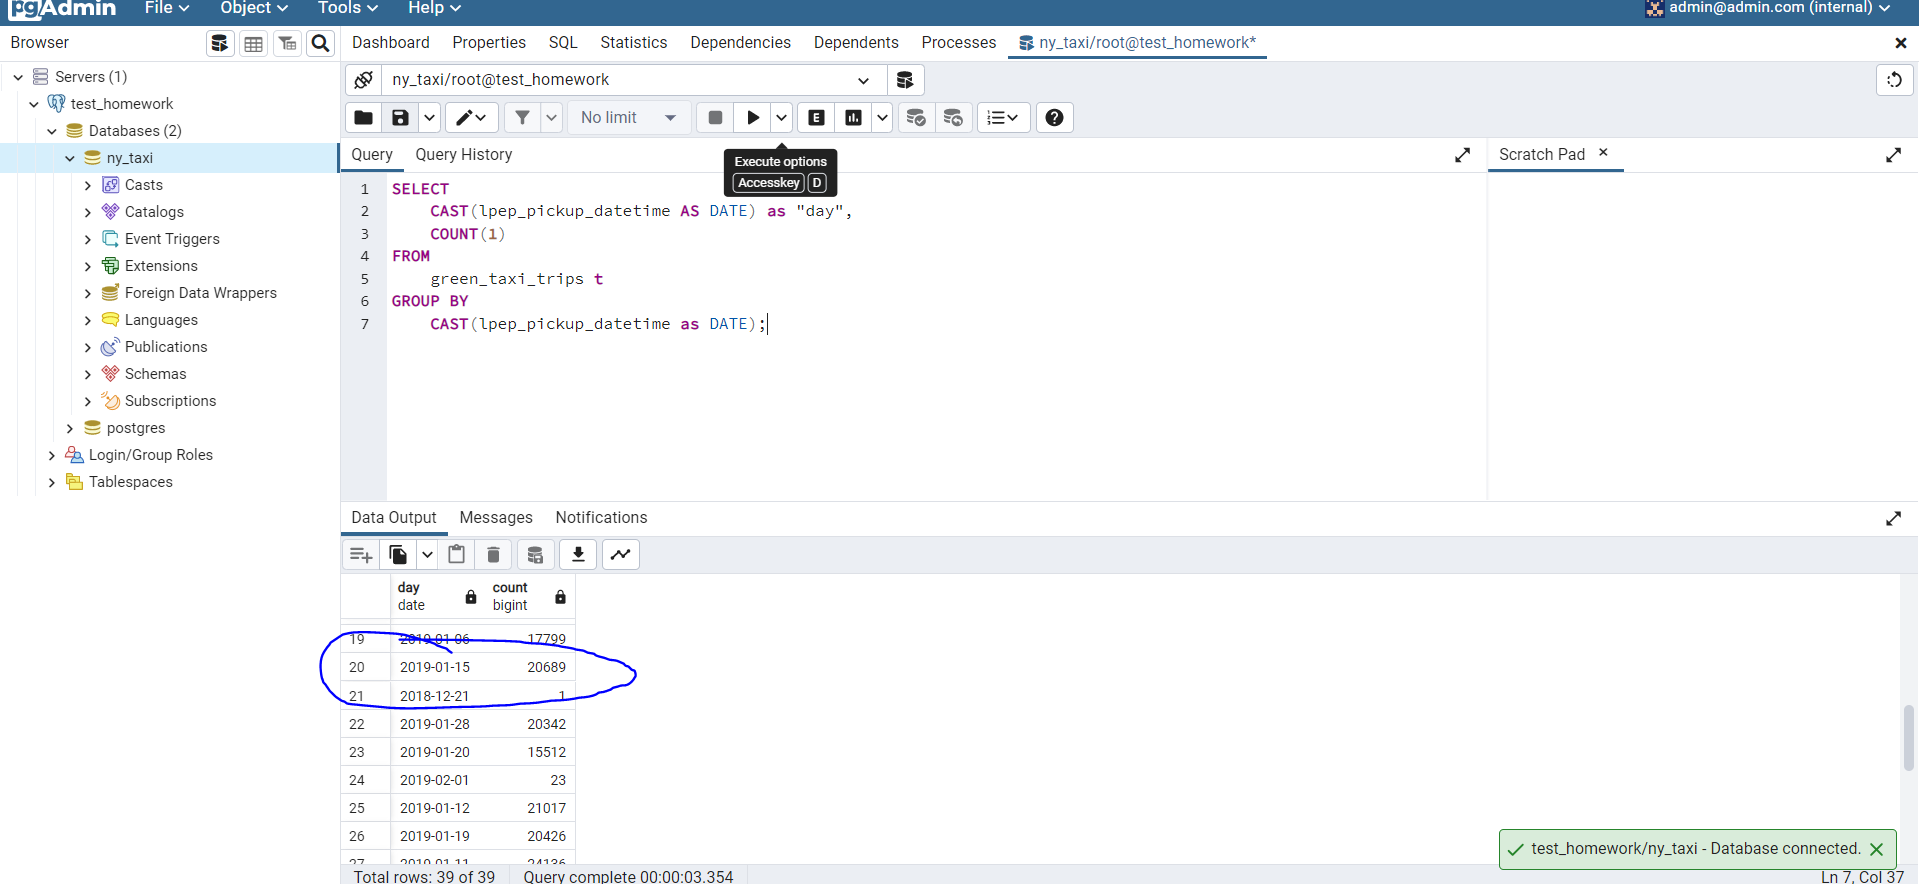 pgAdmin File Object Tools Help admin@admin.com (internal)
Browser
Dashboard Properties SQL Statistics Dependencies Dependents Processes ny_taxi/root@test_homework*
Servers (1)
test_homework
Databases (2)
ny_taxi
Casts
Catalogs
Event Triggers
Extensions
Foreign Data Wrappers
Languages
Publications
Schemas
Subscriptions
postgres
Login/Group Roles
Tablespaces
ny_taxi/root@test_homework
No limit
E
Query Query History
Execute options
Accesskey D
Scratch Pad
1 SELECT
2 CAST(lpep_pickup_datetime AS DATE) as "day",
3 COUNT(1)
4 FROM
5 green_taxi_trips t
6 GROUP BY
7 CAST(lpep_pickup_datetime as DATE);
Data Output Messages Notifications
day count
date bigint
19 2019-01-06 17799
20 2019-01-15 20689
21 2018-12-21 1
22 2019-01-28 20342
23 2019-01-20 15512
24 2019-02-01 23
25 2019-01-12 21017
26 2019-01-19 20426
27 2019-01-11 24136
test_homework/ny_taxi - Database connected.
Total rows: 39 of 39 Query complete 00:00:03.354 Ln 7, Col 37